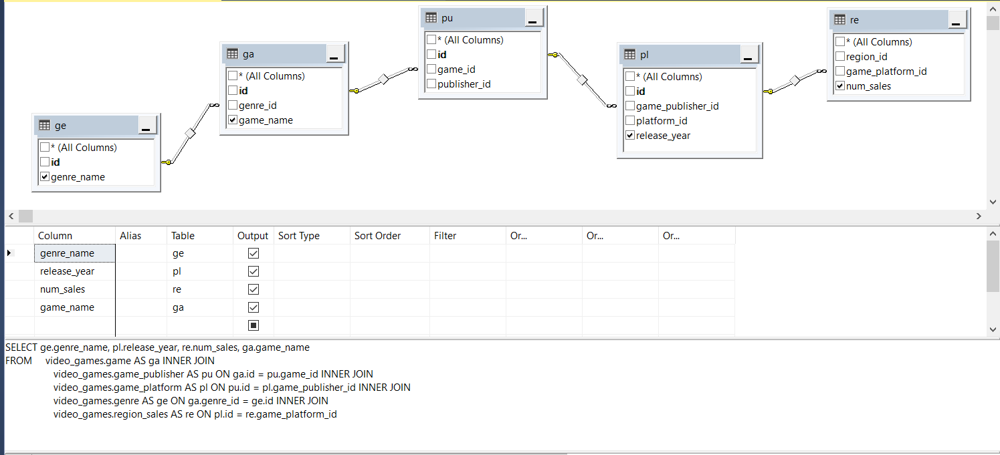 ge
* (All Columns)
id
genre_name
ga
* (All Columns)
id
genre_id
game_name
pu
* (All Columns)
id
game_id
publisher_id
pl
* (All Columns)
id
game_publisher_id
platform_id
release_year
re
* (All Columns)
region_id
game_platform_id
num_sales
Column Alias Table Output Sort Type Sort Order Filter Or... Or... Or...
genre_name ge
release_year pl
num_sales re
game_name ga
SELECT ge.genre_name, pl.release_year, re.num_sales, ga.game_name
FROM video_games.game AS ga INNER JOIN
video_games.game_publisher AS pu ON ga.id = pu.game_id INNER JOIN
video_games.game_platform AS pl ON pu.id = pl.game_publisher_id INNER JOIN
video_games.genre AS ge ON ga.genre_id = ge.id INNER JOIN
video_games.region_sales AS re ON pl.id = re.game_platform_id